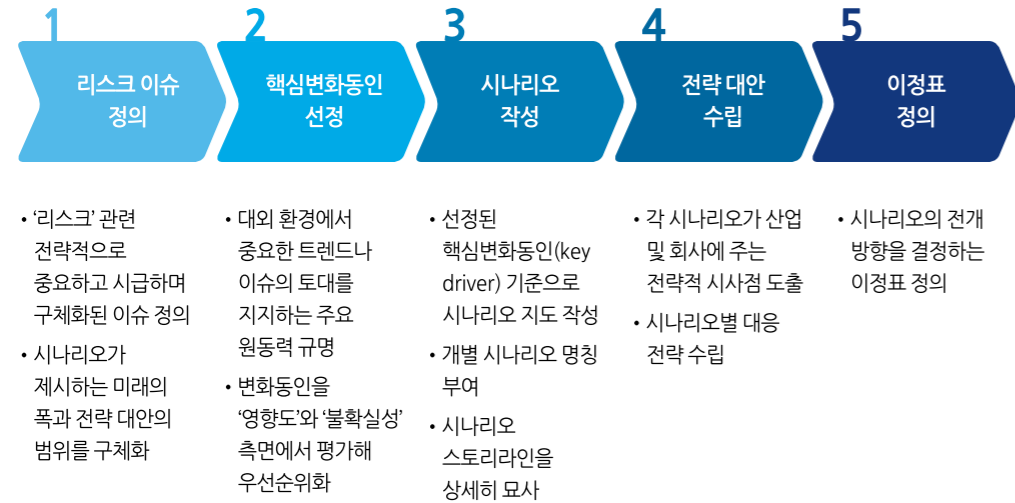 1
리스크 이슈
정의
2
핵심변화동인
선정
3
시나리오
작성
4
전략 대안
수립
5
이정표
정의
• ‘리스크’ 관련
전략적으로
중요하고 시급하며
구체화된 이슈 정의
• 시나리오가
제시하는 미래의
폭과 전략 대안의
범위를 구체화
• 대외 환경에서
중요한 트렌드나
이슈의 토대를
지지하는 주요
원동력 규명
• 변화동인을
‘영향도’와 ‘불확실성’
측면에서 평가해
우선순위화
• 선정된
핵심변화동인(key
driver) 기준으로
시나리오 지도 작성
• 개별 시나리오 명칭
부여
• 시나리오
스토리라인을
상세히 묘사
• 각 시나리오가 산업
및 회사에 주는
전략적 시사점 도출
• 시나리오별 대응
전략 수립
• 시나리오의 전개
방향을 결정하는
이정표 정의